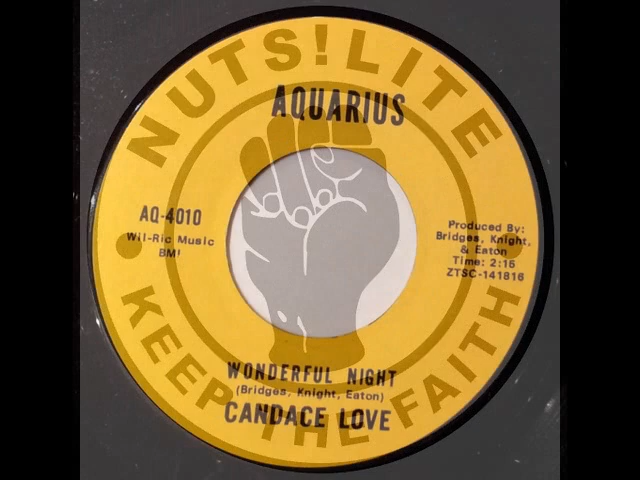 NUTS!LITE
AQUARIUS
AQ-4010
Wil-Ric Music
BMI
Produced By:
Bridges, Knight,
& Eaton
Time: 2:16
ZTSC-141816
WONDERFUL NIGHT
(Bridges, Knight, Eaton)
CANDACE LOVE
KEEP THE FAITH